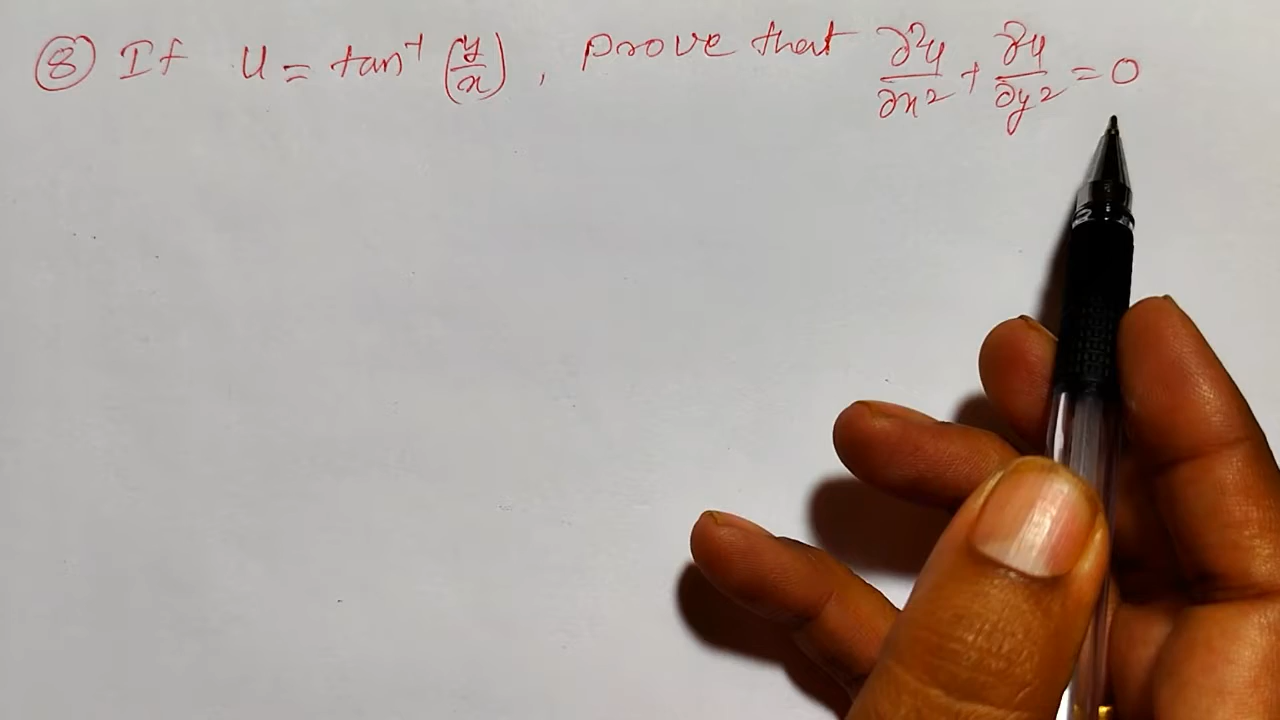 ⑧ If u = tan⁻¹ (y/x), prove that ∂²u/∂x² + ∂²u/∂y² = 0